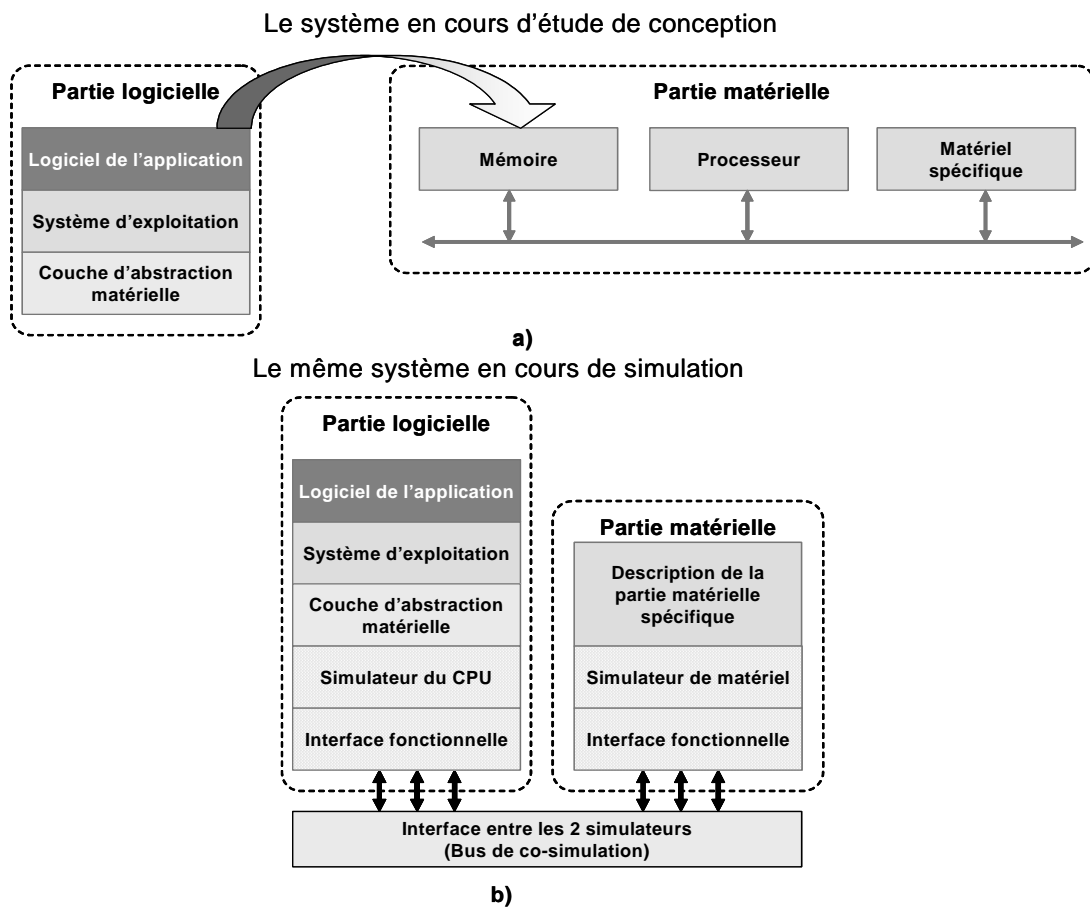 Le système en cours d'étude de conception
Partie logicielle
Logiciel de l'application
Système d'exploitation
Couche d'abstraction
matérielle
Partie matérielle
Mémoire
Processeur
Matériel
spécifique
a)
Le même système en cours de simulation
Partie logicielle
Logiciel de l'application
Système d'exploitation
Couche d'abstraction
matérielle
Simulateur du CPU
Interface fonctionnelle
Partie matérielle
Description de la
partie matérielle
spécifique
Simulateur de matériel
Interface fonctionnelle
Interface entre les 2 simulateurs
(Bus de co-simulation)
b)